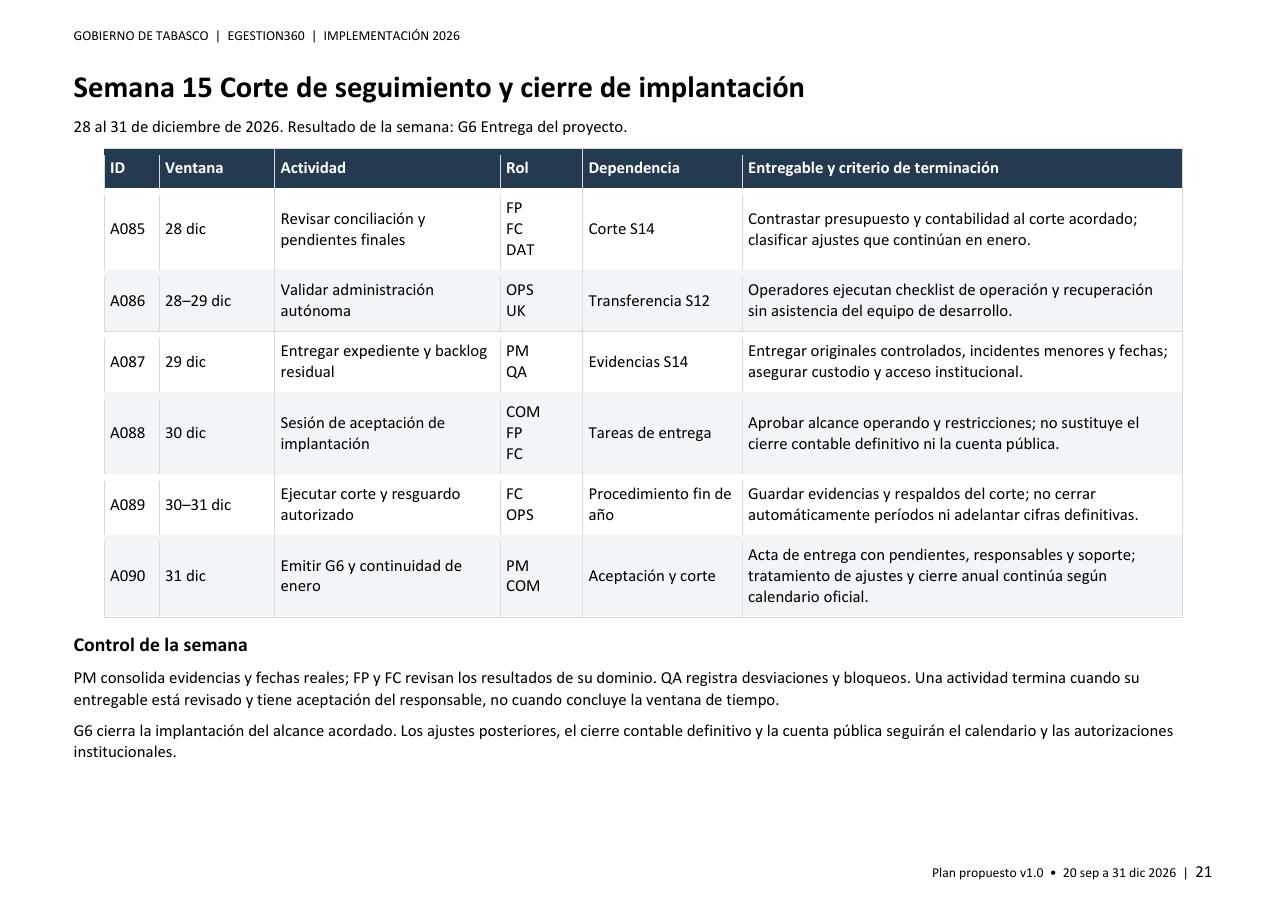 GOBIERNO DE TABASCO | EGESTION360 | IMPLEMENTACIÓN 2026
Semana 15 Corte de seguimiento y cierre de implantación
28 al 31 de diciembre de 2026. Resultado de la semana: G6 Entrega del proyecto.
ID Ventana Actividad Rol Dependencia Entregable y criterio de terminación
A085
28 dic
Revisar conciliación y
pendientes finales
FP
FC
DAT
Corte S14
Contrastar presupuesto y contabilidad al corte acordado;
clasificar ajustes que continúan en enero.
A086
28–29 dic
Validar administración
autónoma
OPS
UK
Transferencia S12
Operadores ejecutan checklist de operación y recuperación
sin asistencia del equipo de desarrollo.
A087
29 dic
Entregar expediente y backlog
residual
PM
QA
Evidencias S14
Entregar originales controlados, incidentes menores y fechas;
asegurar custodio y acceso institucional.
A088
30 dic
Sesión de aceptación de
implantación
COM
FP
FC
Tareas de entrega
Aprobar alcance operando y restricciones; no sustituye el
cierre contable definitivo ni la cuenta pública.
A089
30–31 dic
Ejecutar corte y resguardo
autorizado
FC
OPS
Procedimiento fin de
año
Guardar evidencias y respaldos del corte; no cerrar
automáticamente períodos ni adelantar cifras definitivas.
A090
31 dic
Emitir G6 y continuidad de
enero
PM
COM
Aceptación y corte
Acta de entrega con pendientes, responsables y soporte;
tratamiento de ajustes y cierre anual continúa según
calendario oficial.
Control de la semana
PM consolida evidencias y fechas reales; FP y FC revisan los resultados de su dominio. QA registra desviaciones y bloqueos. Una actividad termina cuando su
entregable está revisado y tiene aceptación del responsable, no cuando concluye la ventana de tiempo.
G6 cierra la implantación del alcance acordado. Los ajustes posteriores, el cierre contable definitivo y la cuenta pública seguirán el calendario y las autorizaciones
institucionales.
Plan propuesto v1.0 • 20 sep a 31 dic 2026 | 21